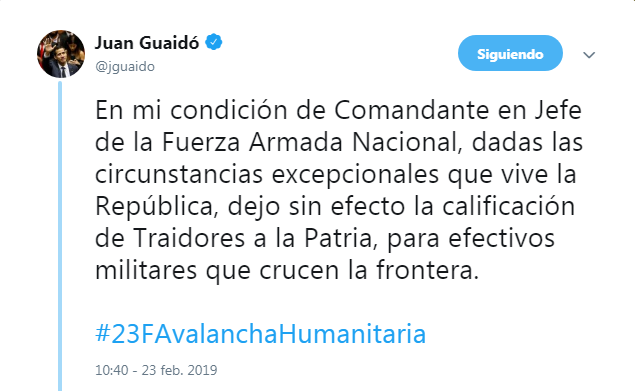 Juan Guaidó
@jguaido
Siguiendo
En mi condición de Comandante en Jefe
de la Fuerza Armada Nacional, dadas las
circunstancias excepcionales que vive la
República, dejo sin efecto la calificación
de Traidores a la Patria, para efectivos
militares que crucen la frontera.
#23FAvalanchaHumanitaria
10:40 - 23 feb. 2019